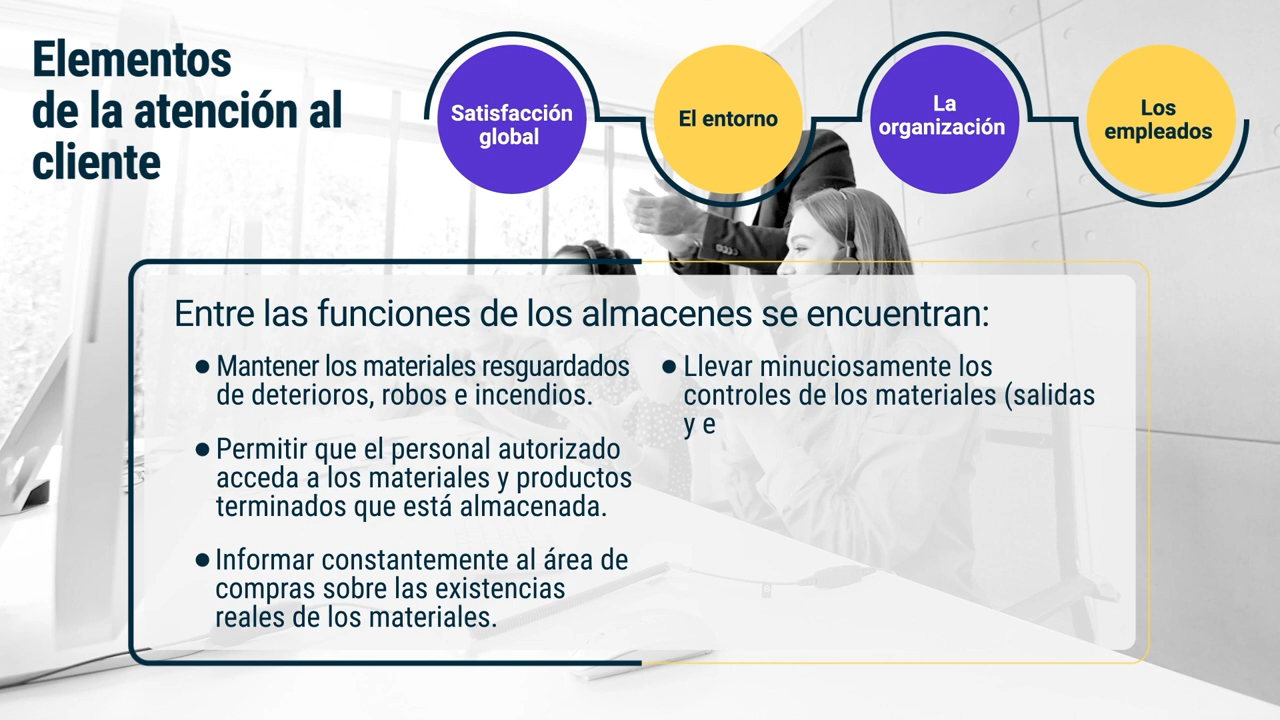 Elementos
de la atención al
cliente
Satisfacción
global
El entorno
La
organización
Los
empleados
Entre las funciones de los almacenes se encuentran:
● Mantener los materiales resguardados
de deterioros, robos e incendios.
● Permitir que el personal autorizado
acceda a los materiales y productos
terminados que está almacenada.
● Informar constantemente al área de
compras sobre las existencias
reales de los materiales.
● Llevar minuciosamente los
controles de los materiales (salidas
y e